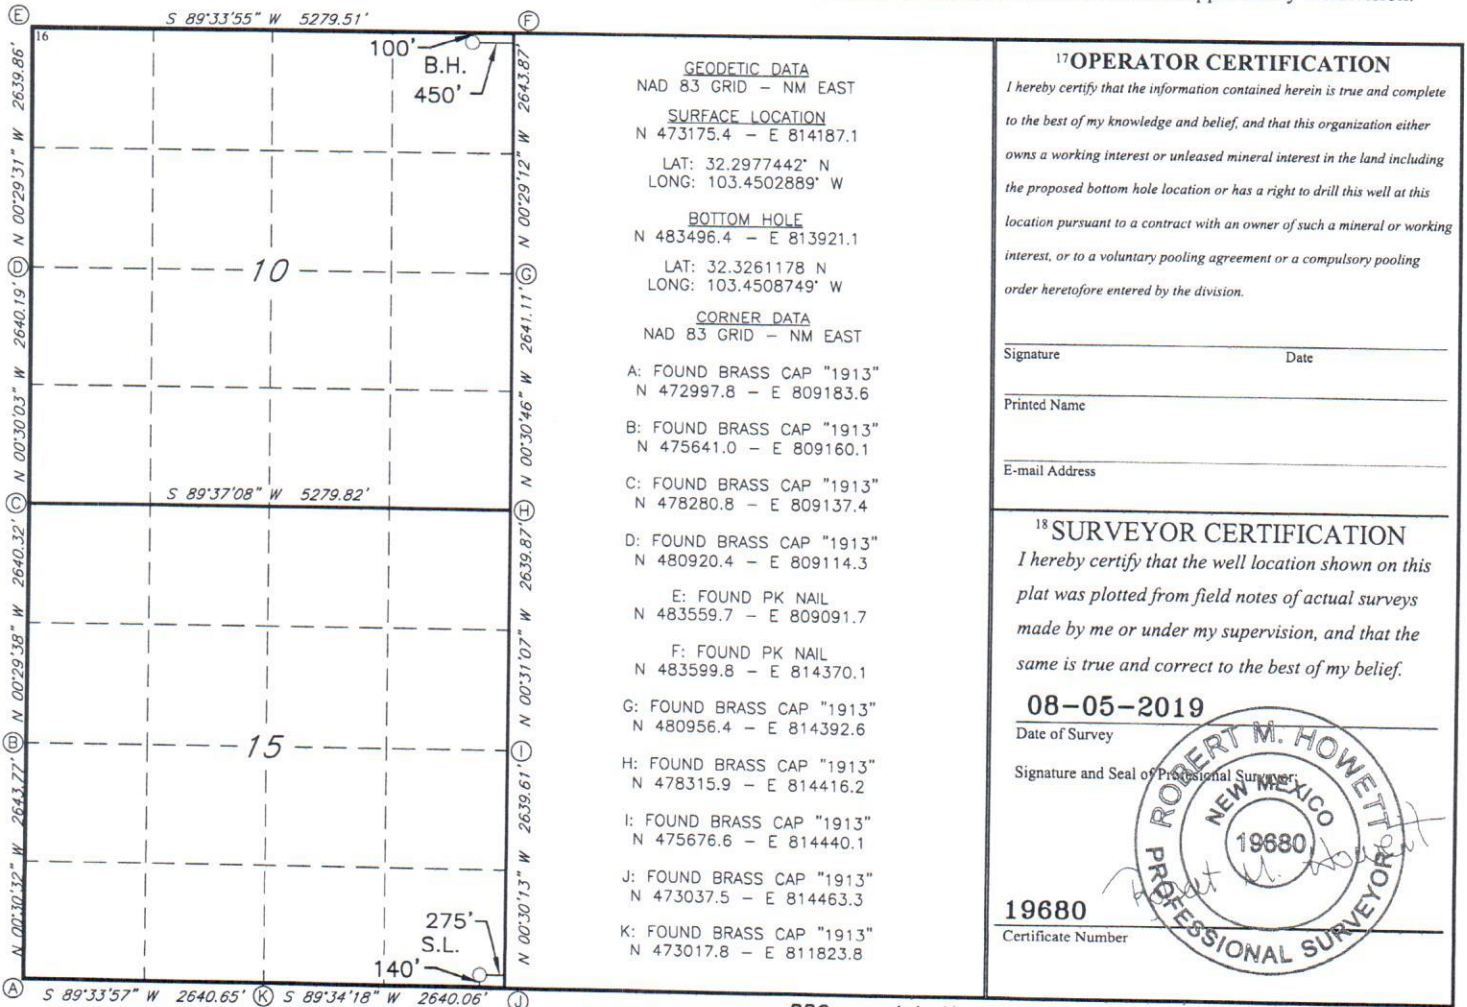 E
S 89°33'55" W 5279.51'
F
16
100'
B.H.
450'
N 00°29'31" W 2639.86'
N 00°29'12" W 2643.87'
D
10
G
N 00°30'03" W 2640.19'
N 00°30'46" W 2641.11'
C
S 89°37'08" W 5279.82'
H
N 00°29'38" W 2640.32'
N 00°31'07" W 2639.87'
B
15
I
N 00°30'32" W 2643.77'
N 00°30'13" W 2639.61'
275'
S.L.
140'
A
S 89°33'57" W 2640.65'
K
S 89°34'18" W 2640.06'
J
GEODETIC DATA
NAD 83 GRID – NM EAST
SURFACE LOCATION
N 473175.4 – E 814187.1
LAT: 32.2977442° N
LONG: 103.4502889° W
BOTTOM HOLE
N 483496.4 – E 813921.1
LAT: 32.3261178 N
LONG: 103.4508749° W
CORNER DATA
NAD 83 GRID – NM EAST
A: FOUND BRASS CAP "1913"
N 472997.8 – E 809183.6
B: FOUND BRASS CAP "1913"
N 475641.0 – E 809160.1
C: FOUND BRASS CAP "1913"
N 478280.8 – E 809137.4
D: FOUND BRASS CAP "1913"
N 480920.4 – E 809114.3
E: FOUND PK NAIL
N 483559.7 – E 809091.7
F: FOUND PK NAIL
N 483599.8 – E 814370.1
G: FOUND BRASS CAP "1913"
N 480956.4 – E 814392.6
H: FOUND BRASS CAP "1913"
N 478315.9 – E 814416.2
I: FOUND BRASS CAP "1913"
N 475676.6 – E 814440.1
J: FOUND BRASS CAP "1913"
N 473037.5 – E 814463.3
K: FOUND BRASS CAP "1913"
N 473017.8 – E 811823.8
17 OPERATOR CERTIFICATION
I hereby certify that the information contained herein is true and complete
to the best of my knowledge and belief, and that this organization either
owns a working interest or unleased mineral interest in the land including
the proposed bottom hole location or has a right to drill this well at this
location pursuant to a contract with an owner of such a mineral or working
interest, or to a voluntary pooling agreement or a compulsory pooling
order heretofore entered by the division.
Signature Date
Printed Name
E-mail Address
18 SURVEYOR CERTIFICATION
I hereby certify that the well location shown on this
plat was plotted from field notes of actual surveys
made by me or under my supervision, and that the
same is true and correct to the best of my belief.
08-05-2019
Date of Survey
Signature and Seal of Profesional Surveyer:
ROBERT M. HOWETT
NEW MEXICO
19680
PROFESSIONAL SURVEYOR
Robert M. Howett
19680
Certificate Number